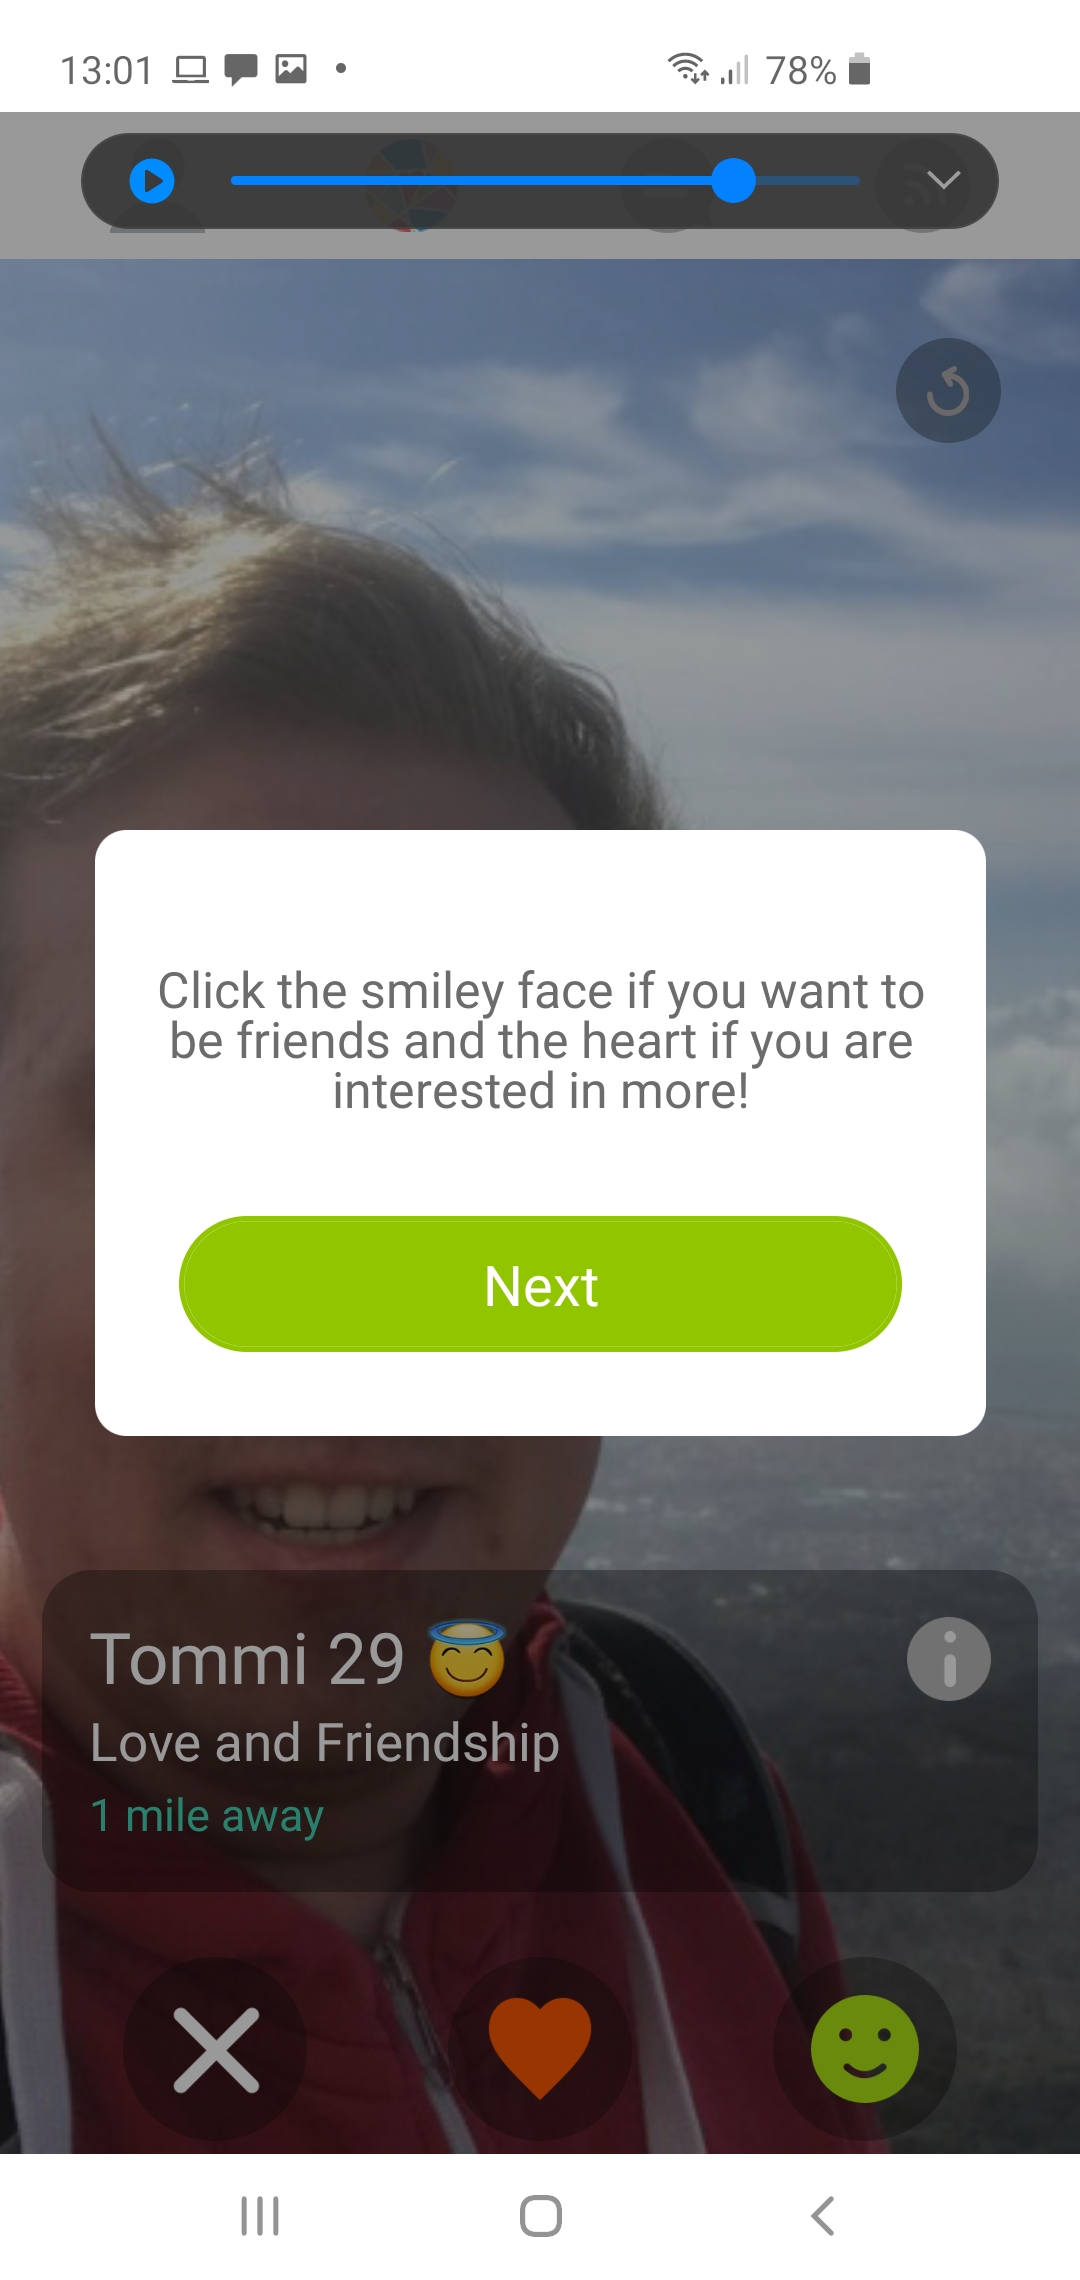 13:01
78%
Click the smiley face if you want to
be friends and the heart if you are
interested in more!
Next
Tommi 29 😇
Love and Friendship
1 mile away